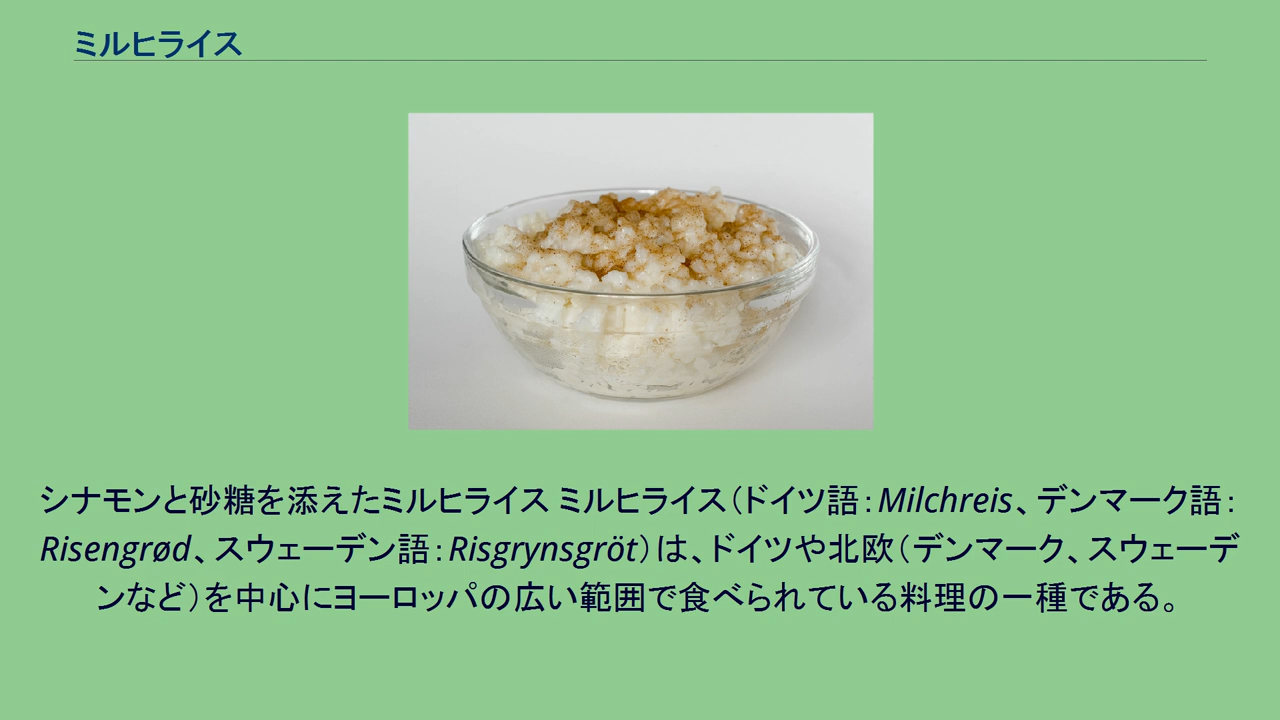 ミルヒライス
シナモンと砂糖を添えたミルヒライス ミルヒライス（ドイツ語：Milchreis、デンマーク語：
Risengrød、スウェーデン語：Risgrynsgröt）は、ドイツや北欧（デンマーク、スウェーデ
ンなど）を中心にヨーロッパの広い範囲で食べられている料理の一種である。